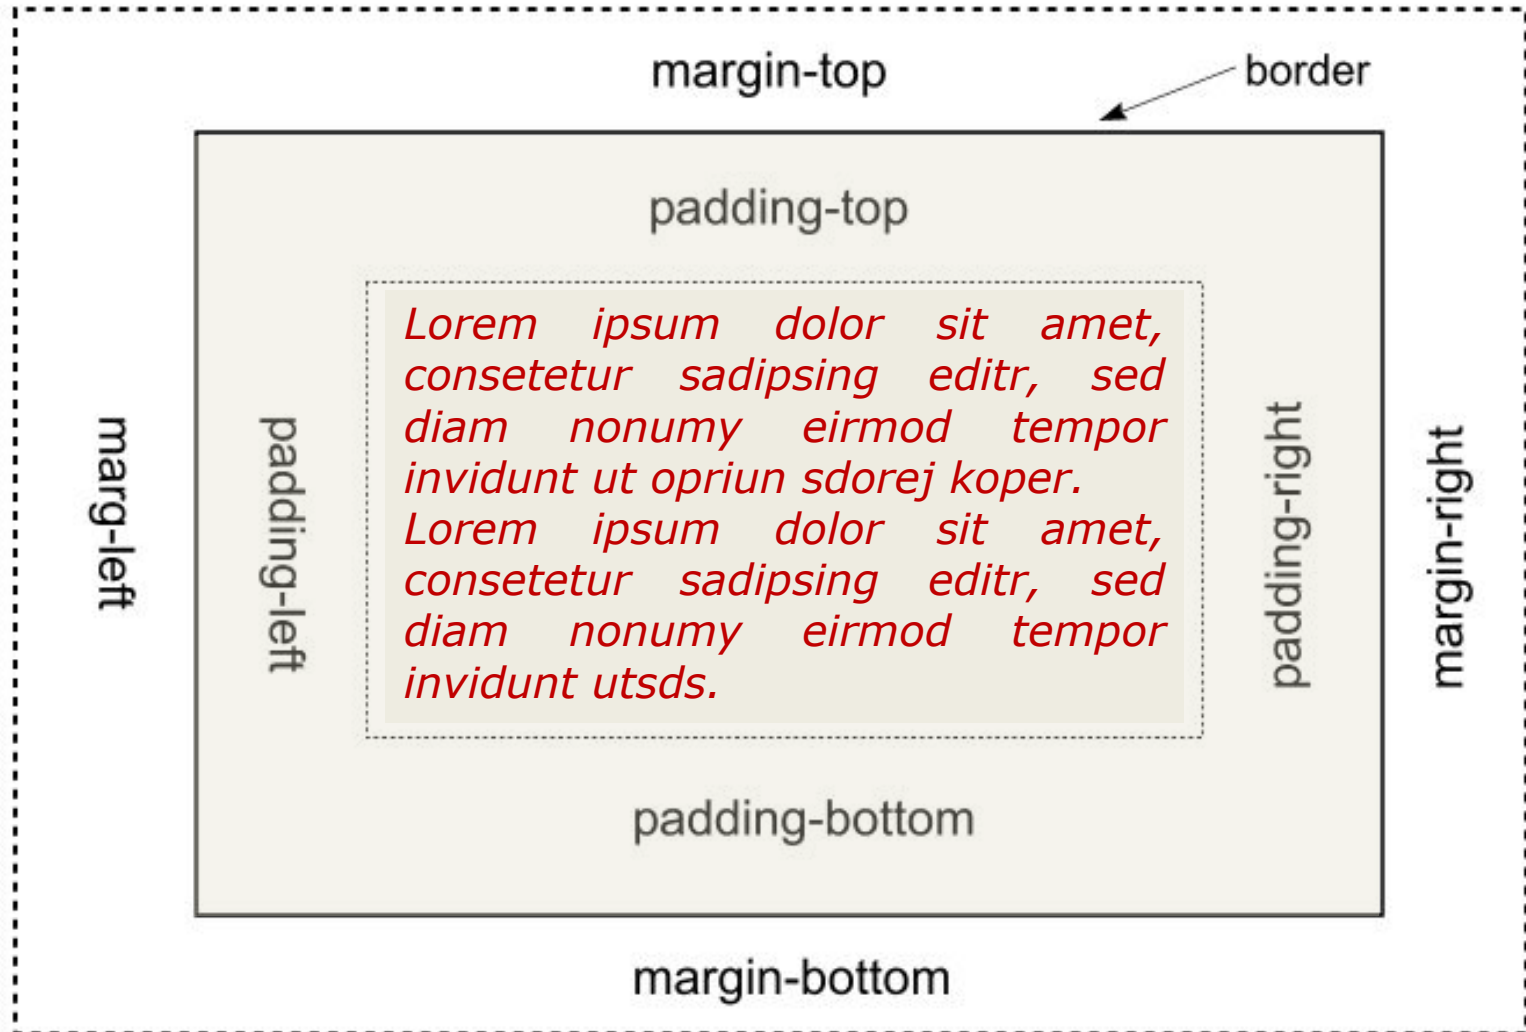 margin-top
border
padding-top
Lorem ipsum dolor sit amet,
consetetur sadipsing editr, sed
diam nonumy eirmod tempor
invidunt ut opriun sdorej koper.
Lorem ipsum dolor sit amet,
consetetur sadipsing editr, sed
diam nonumy eirmod tempor
invidunt utsds.
marg-left
padding-left
padding-right
margin-right
padding-bottom
margin-bottom